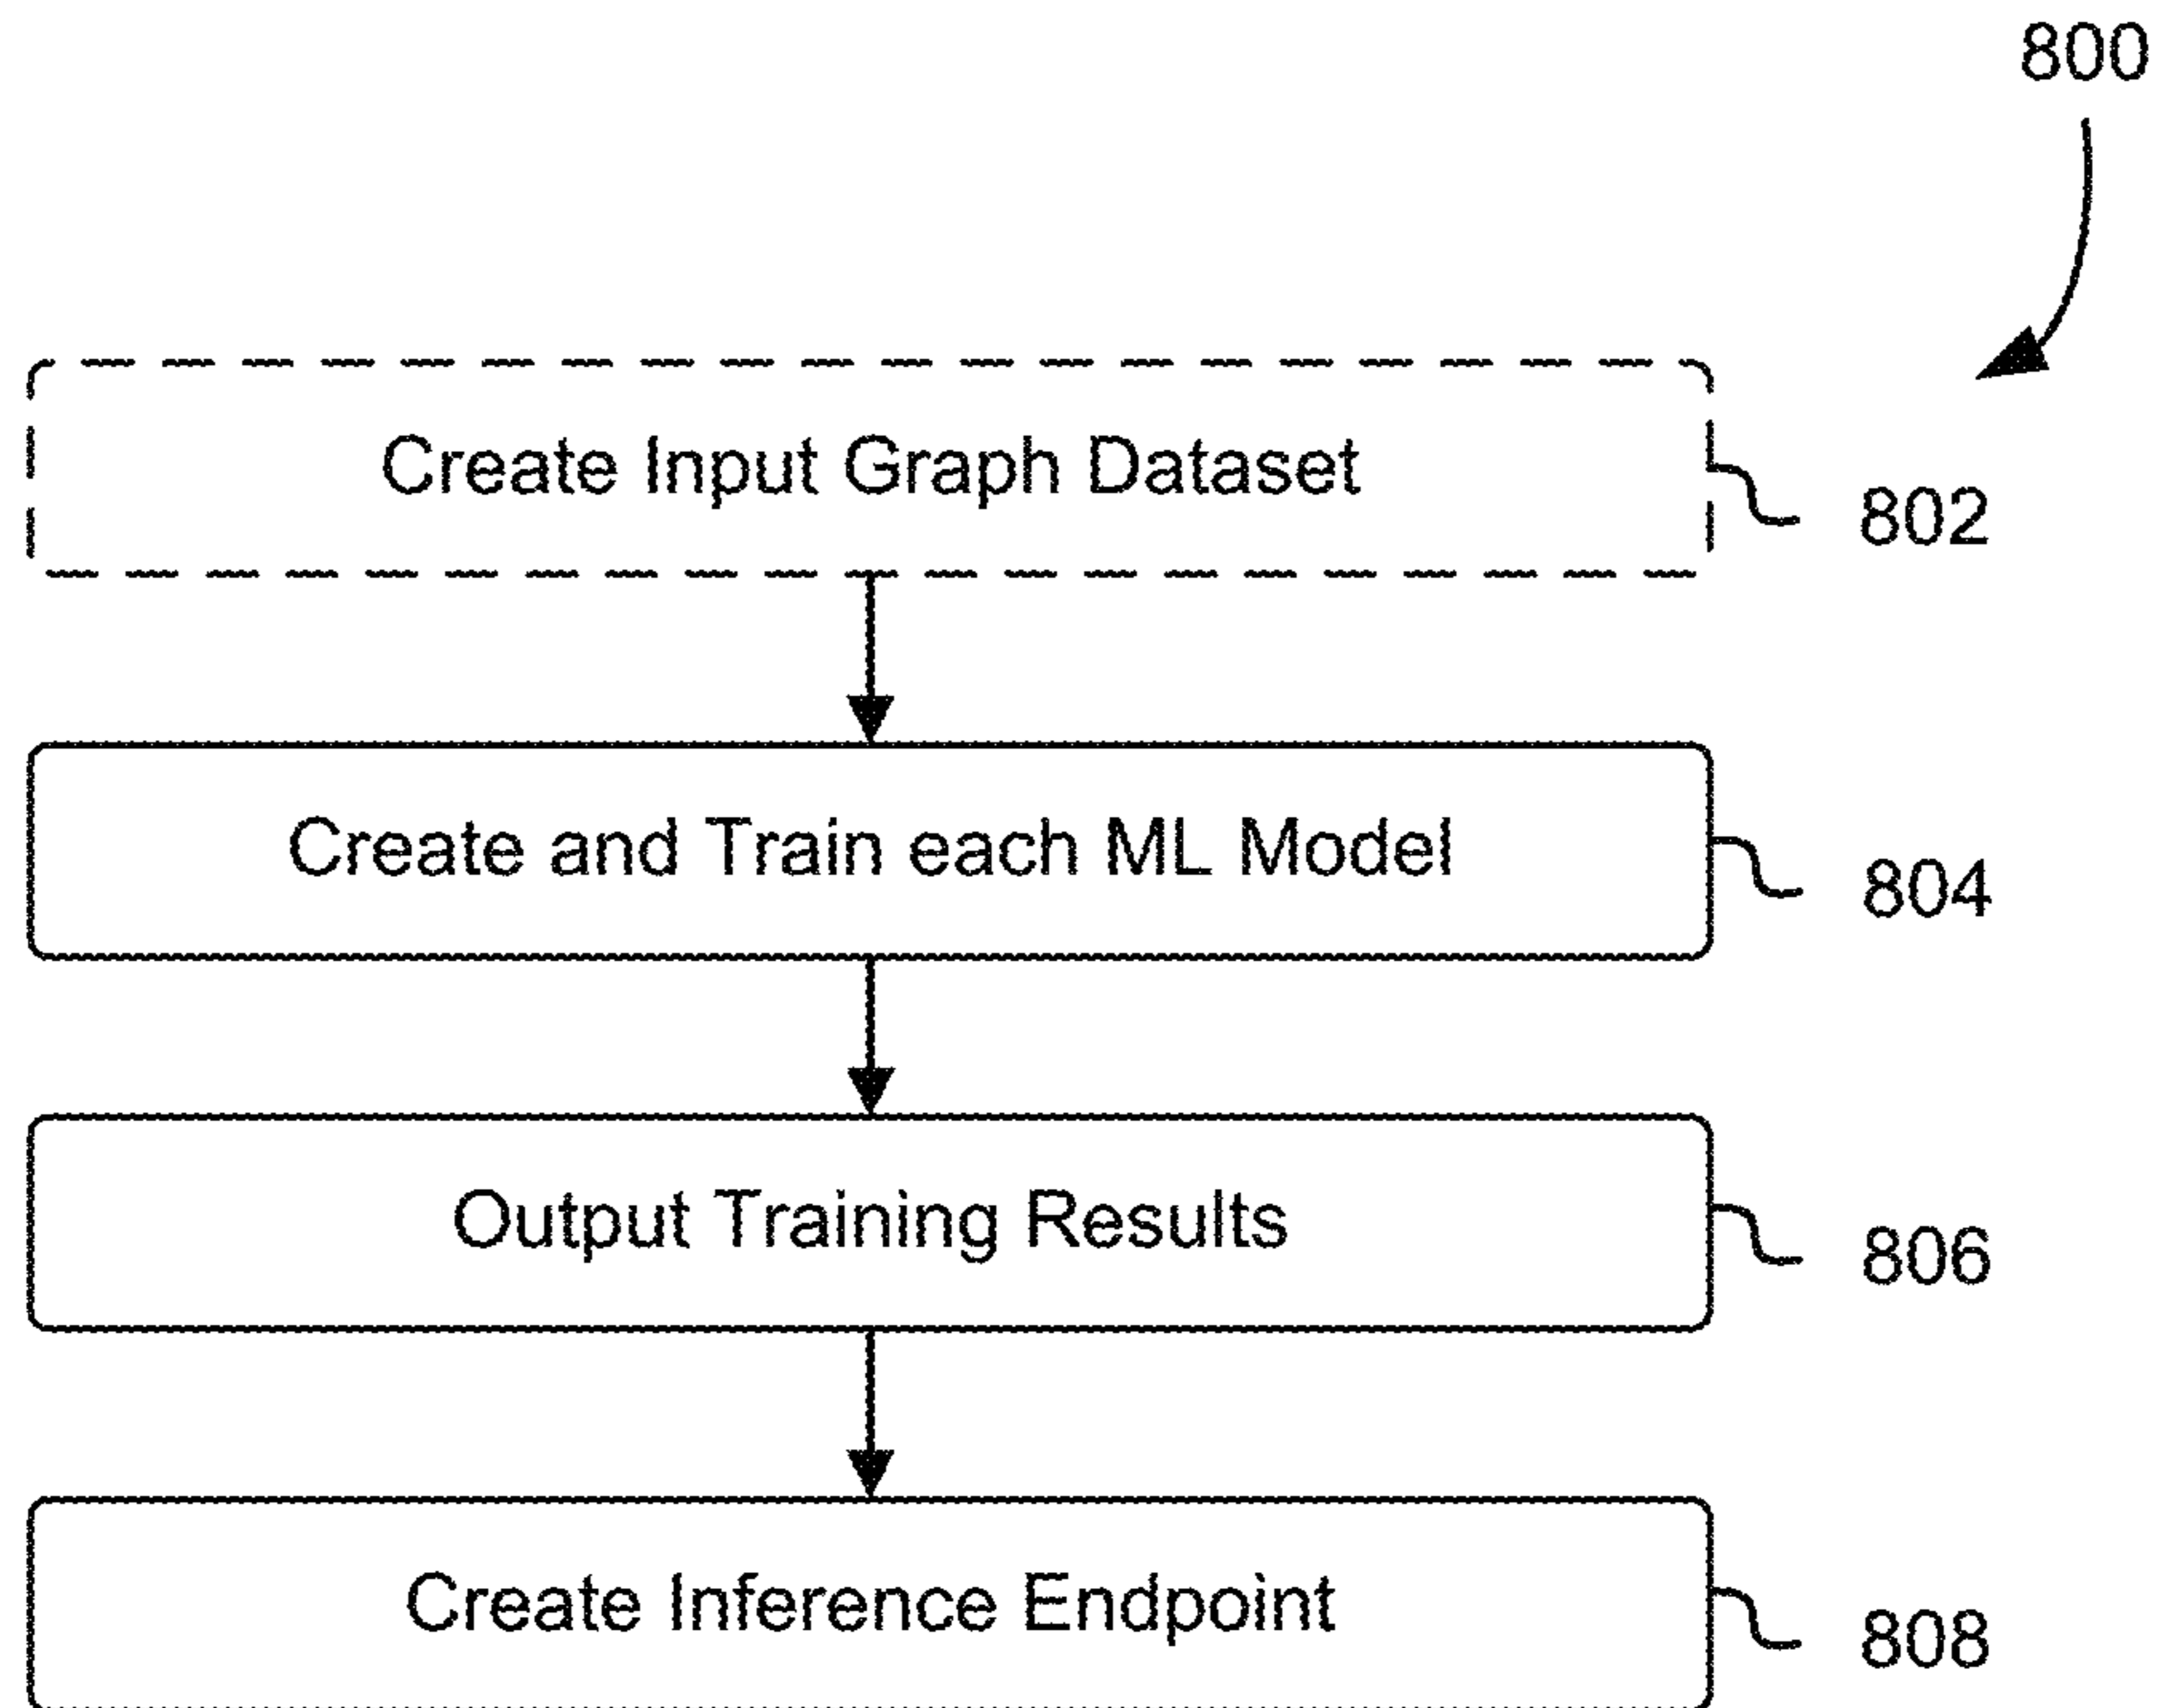 800
Create Input Graph Dataset
802
Create and Train each ML Model
804
Output Training Results
806
Create Inference Endpoint
808